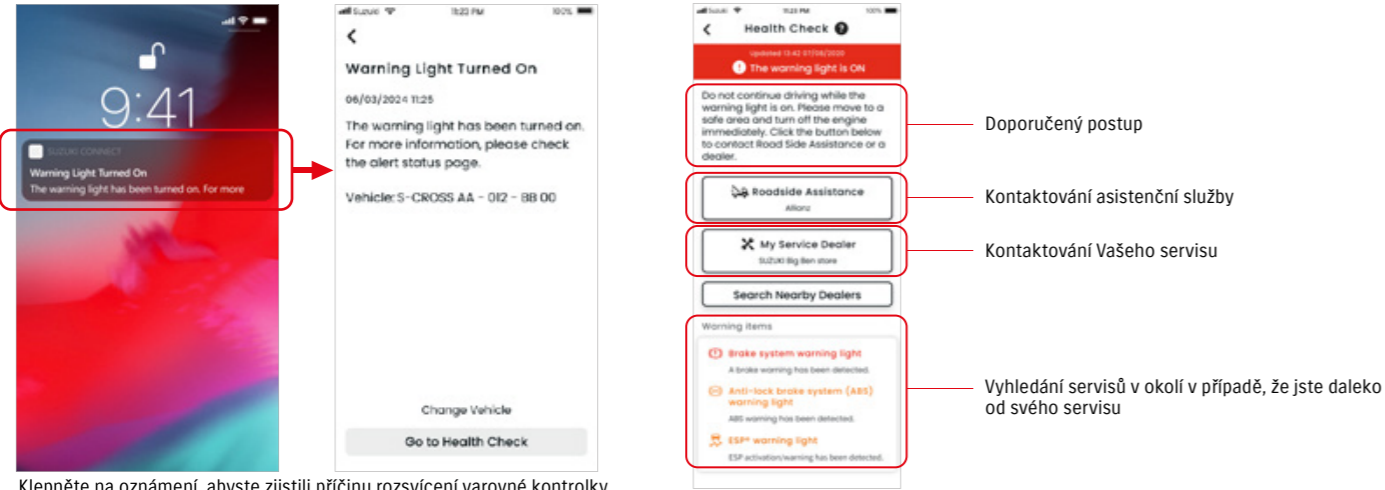 9:41
SUZUKI CONNECT
Warning Light Turned On
The warning light has been turned on. For more
Klepněte na oznámení, abyste zjistili příčinu rozsvícení varovné kontrolky
Suzuki 11:23 PM 100%
Warning Light Turned On
06/03/2024 11:25
The warning light has been turned on.
For more information, please check
the alert status page.
Vehicle: S-CROSS AA - 012 - BB 00
Change Vehicle
Go to Health Check
Suzuki 11:23 PM 100%
Health Check ?
Updated 13:42 07/08/2020
The warning light is ON
Do not continue driving while the
warning light is on. Please move to a
safe area and turn off the engine
immediately. Click the button below
to contact Road Side Assistance or a
dealer.
Doporučený postup
Roadside Assistance
Allianz
Kontaktování asistenční služby
My Service Dealer
SUZUKI Big Ben store
Kontaktování Vašeho servisu
Search Nearby Dealers
Warning items
Brake system warning light
A brake warning has been detected.
Anti-lock brake system (ABS)
warning light
ABS warning has been detected.
ESP® warning light
ESP activation/warning has been detected.
Vyhledání servisů v okolí v případě, že jste daleko
od svého servisu